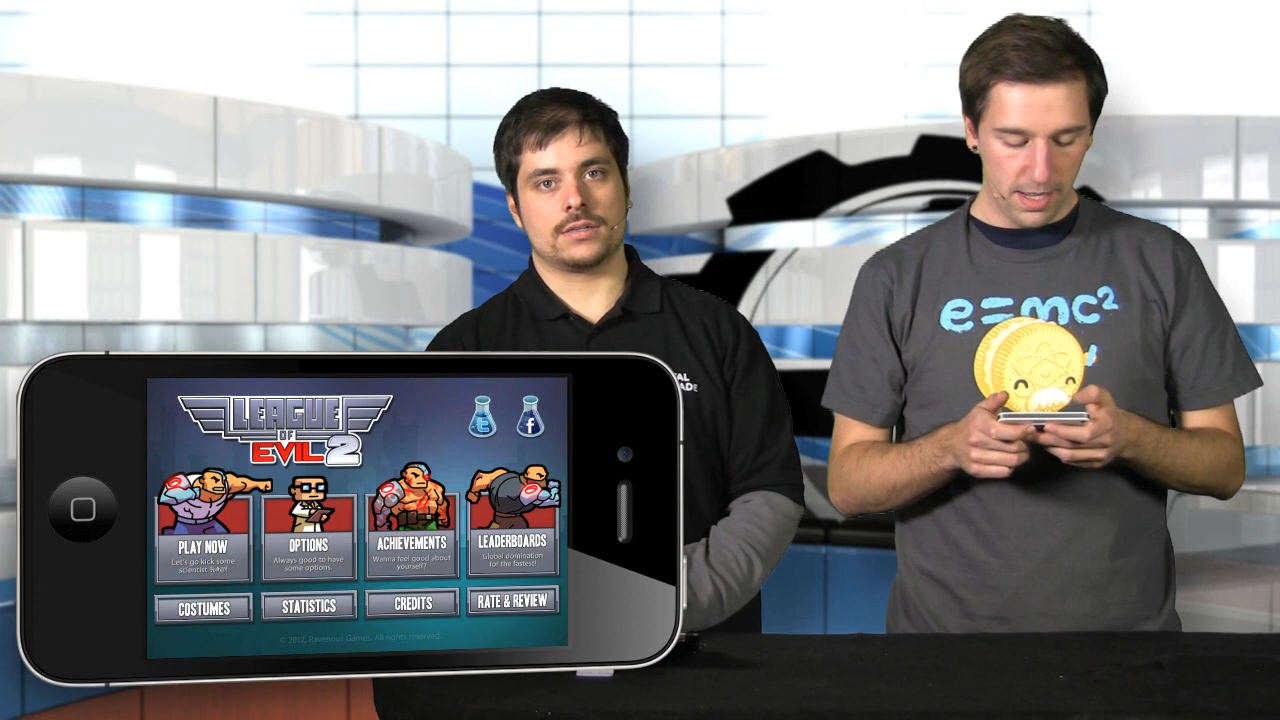 LEAGUE
OF
EVIL 2
t f
PLAY NOW
Let's go kick some
scientist %#@!
OPTIONS
Always good to have
some options.
ACHIEVEMENTS
Wanna feel good about
yourself?
LEADERBOARDS
Global domination
for the fastest!
COSTUMES
STATISTICS
CREDITS
RATE & REVIEW
© 2012, Ravenous Games. All rights reserved.
e=mc²